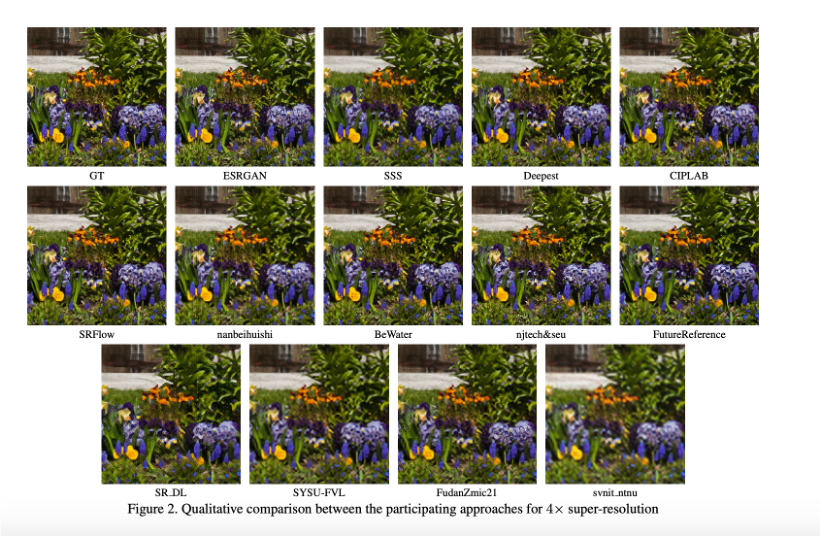 GT ESRGAN SSS Deepest CIPLAB
SRFlow nanbeihuishi BeWater njtech&seu FutureReference
SR_DL SYSU-FVL FudanZmic21 svnit_ntnu
Figure 2. Qualitative comparison between the participating approaches for 4× super-resolution